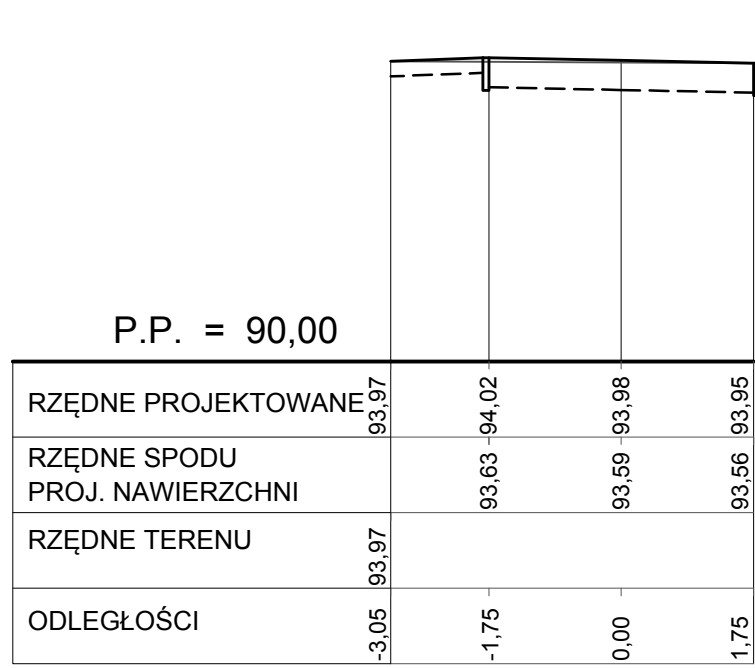 P.P. = 90,00
RZĘDNE PROJEKTOWANE 93,97 94,02 93,98 93,95
RZĘDNE SPODU
PROJ. NAWIERZCHNI 93,63 93,59 93,56
RZĘDNE TERENU 93,97
ODLEGŁOŚCI -3,05 -1,75 0,00 1,75